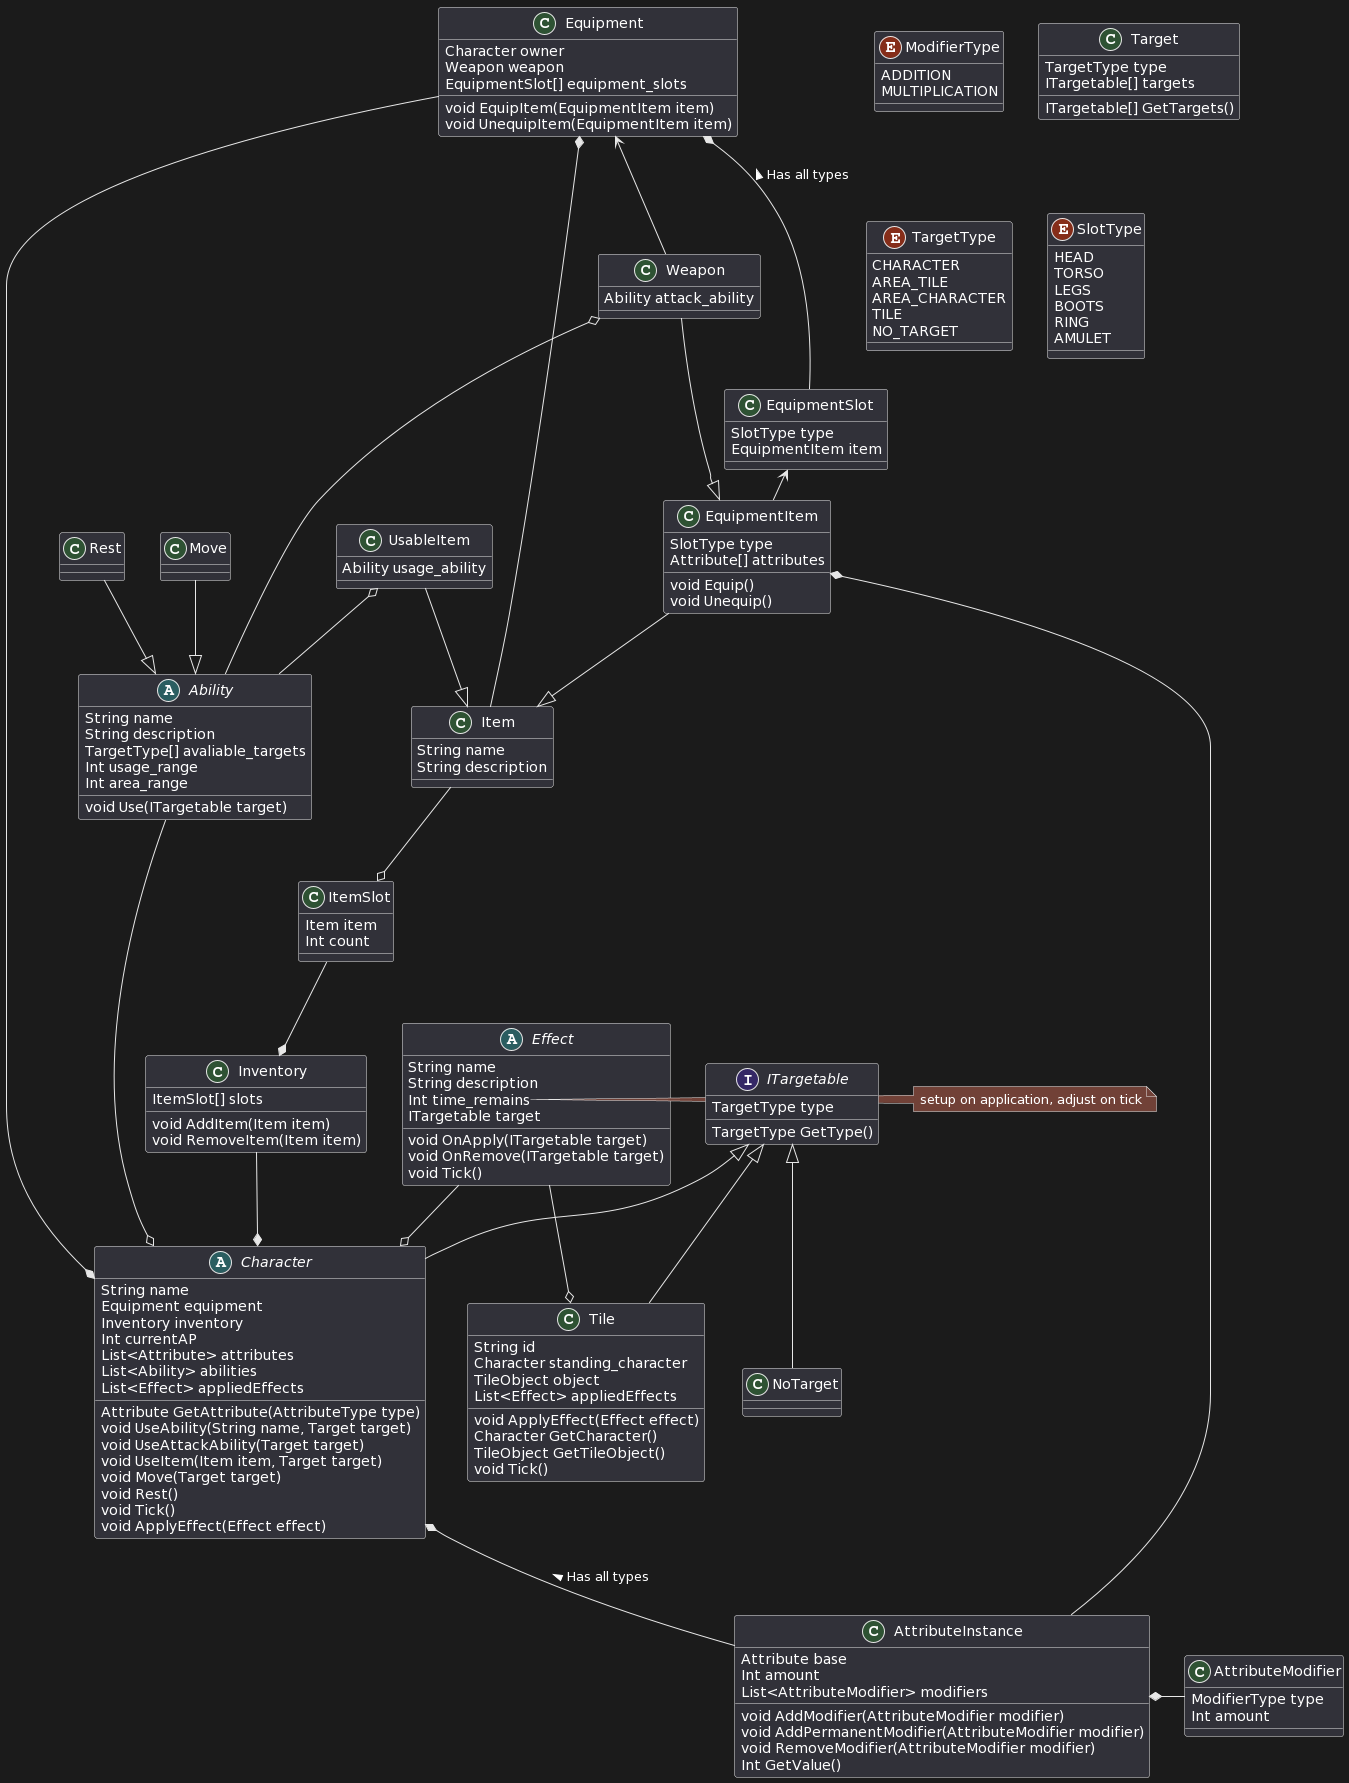 C Equipment
Character owner
Weapon weapon
EquipmentSlot[] equipment_slots
void EquipItem(EquipmentItem item)
void UnequipItem(EquipmentItem item)
E ModifierType
ADDITION
MULTIPLICATION
C Target
TargetType type
ITargetable[] targets
ITargetable[] GetTargets()
Has all types
C Weapon
Ability attack_ability
E TargetType
CHARACTER
AREA_TILE
AREA_CHARACTER
TILE
NO_TARGET
E SlotType
HEAD
TORSO
LEGS
BOOTS
RING
AMULET
C EquipmentSlot
SlotType type
EquipmentItem item
C Rest
C Move
C UsableItem
Ability usage_ability
C EquipmentItem
SlotType type
Attribute[] attributes
void Equip()
void Unequip()
A Ability
String name
String description
TargetType[] avaliable_targets
Int usage_range
Int area_range
void Use(ITargetable target)
C Item
String name
String description
C ItemSlot
Item item
Int count
C Inventory
ItemSlot[] slots
void AddItem(Item item)
void RemoveItem(Item item)
A Effect
String name
String description
Int time_remains
ITargetable target
void OnApply(ITargetable target)
void OnRemove(ITargetable target)
void Tick()
I ITargetable
TargetType type
TargetType GetType()
setup on application, adjust on tick
A Character
String name
Equipment equipment
Inventory inventory
Int currentAP
List<Attribute> attributes
List<Ability> abilities
List<Effect> appliedEffects
Attribute GetAttribute(AttributeType type)
void UseAbility(String name, Target target)
void UseAttackAbility(Target target)
void UseItem(Item item, Target target)
void Move(Target target)
void Rest()
void Tick()
void ApplyEffect(Effect effect)
C Tile
String id
Character standing_character
TileObject object
List<Effect> appliedEffects
void ApplyEffect(Effect effect)
Character GetCharacter()
TileObject GetTileObject()
void Tick()
C NoTarget
Has all types
C AttributeInstance
Attribute base
Int amount
List<AttributeModifier> modifiers
void AddModifier(AttributeModifier modifier)
void AddPermanentModifier(AttributeModifier modifier)
void RemoveModifier(AttributeModifier modifier)
Int GetValue()
C AttributeModifier
ModifierType type
Int amount